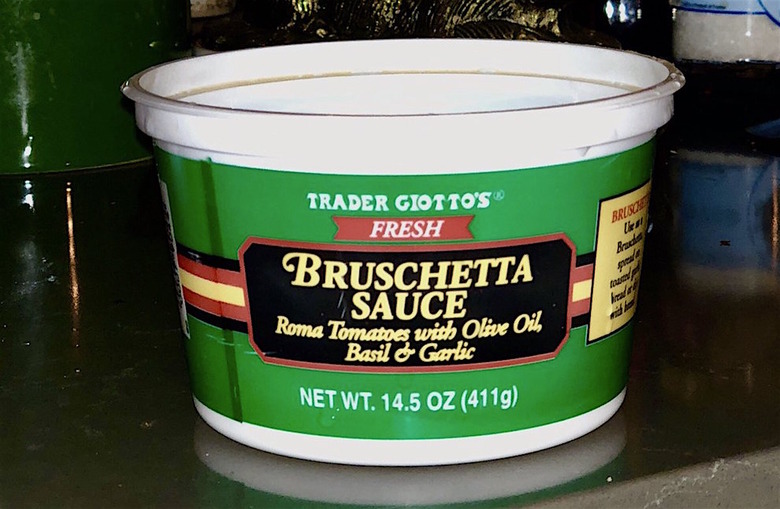 TRADER GIOTTO'S®
FRESH
BRUSCHETTA
SAUCE
Roma Tomatoes with Olive Oil,
Basil & Garlic
NET.WT. 14.5 OZ (411g)